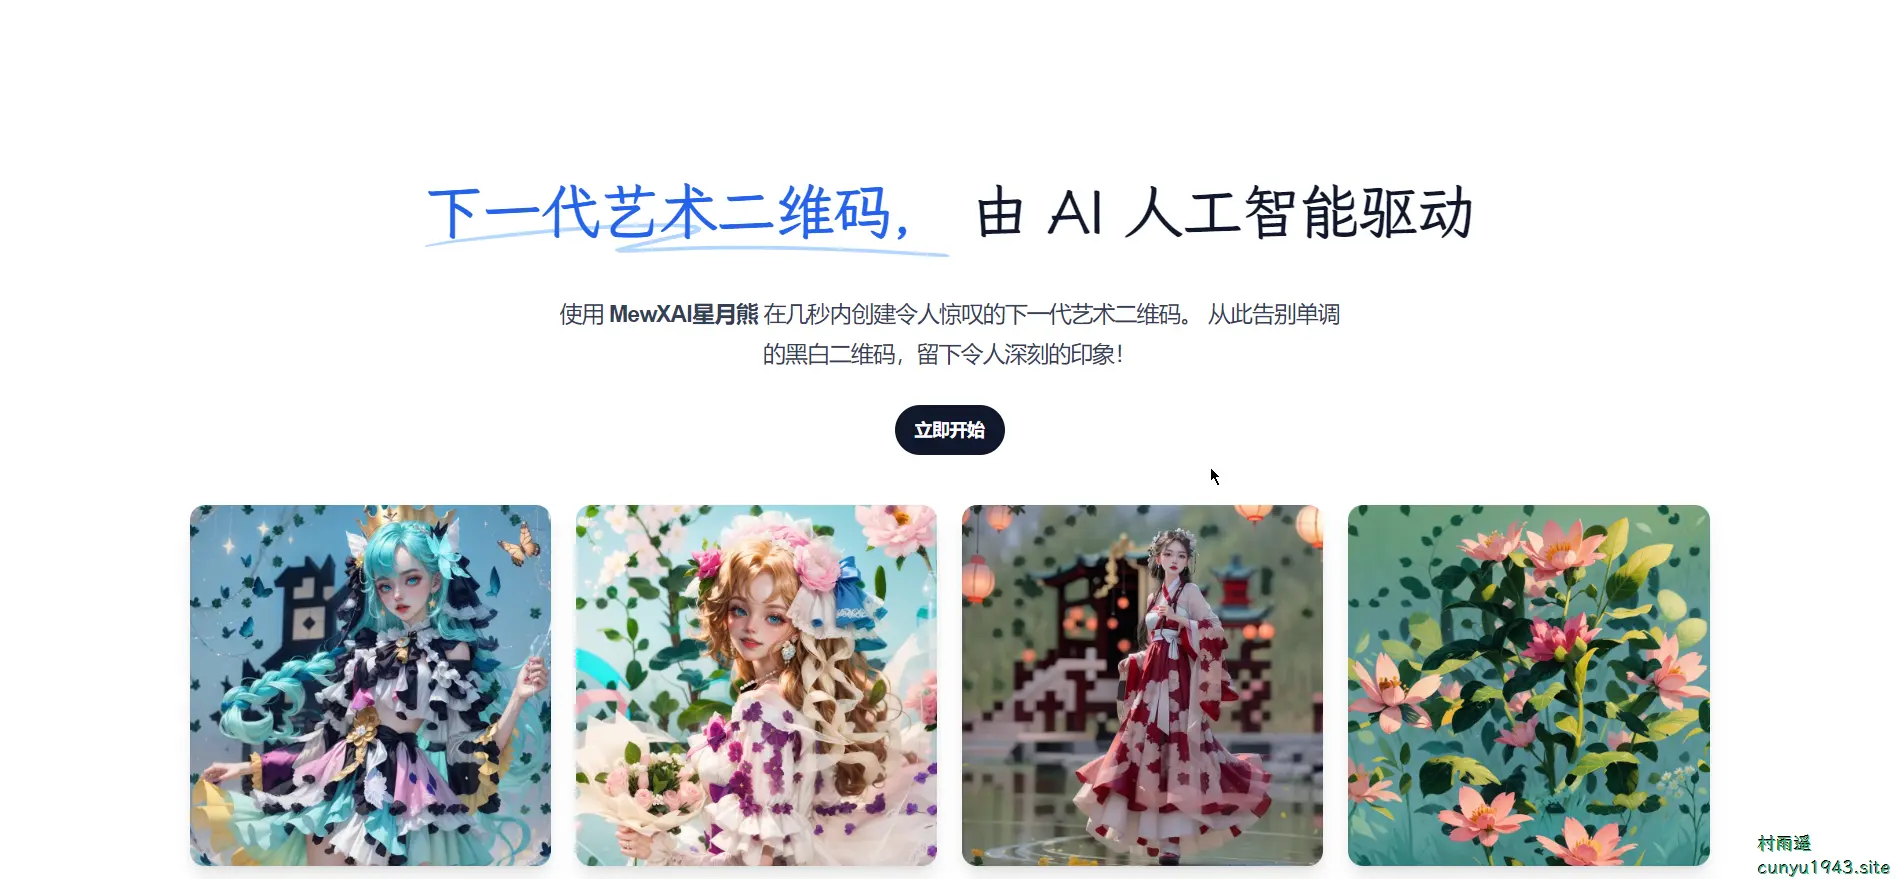 下一代艺术二维码， 由 AI 人工智能驱动
使用 MewXAI星月熊 在几秒内创建令人惊叹的下一代艺术二维码。 从此告别单调
的黑白二维码，留下令人深刻的印象！
立即开始
村雨遥
cunyu1943.site